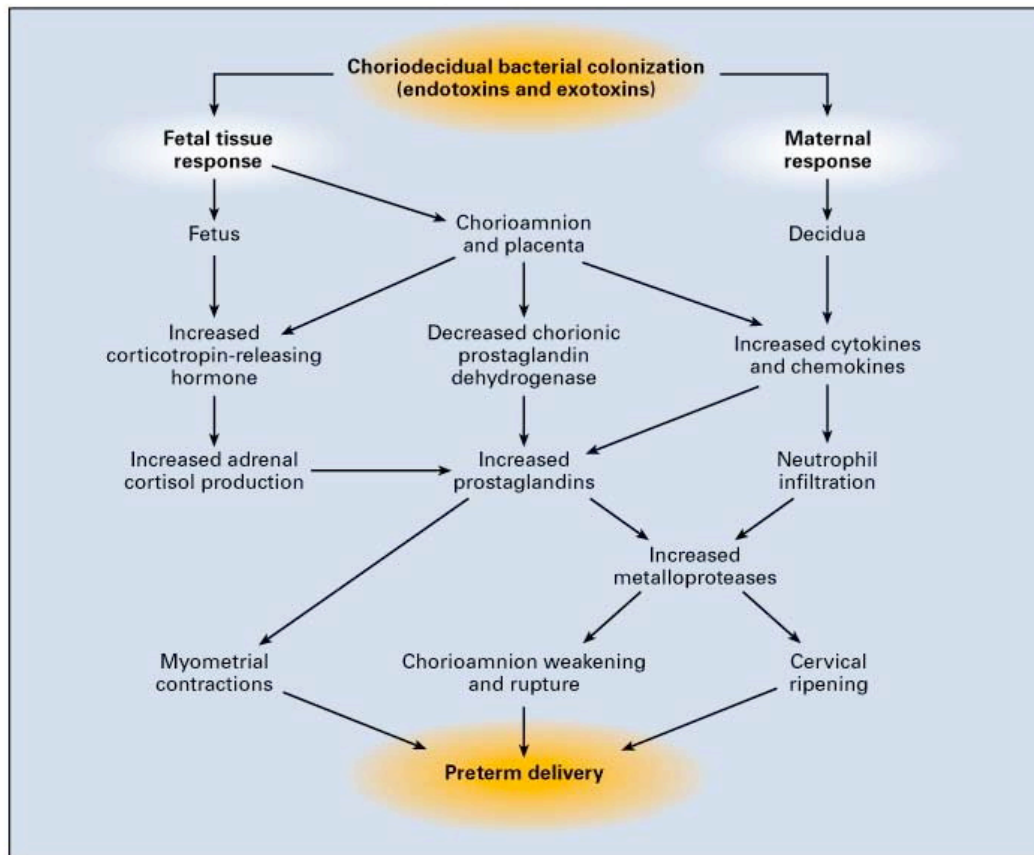 Choriodecidual bacterial colonization
(endotoxins and exotoxins)
Fetal tissue
response
Maternal
response
Fetus
Chorioamnion
and placenta
Decidua
Increased
corticotropin-releasing
hormone
Decreased chorionic
prostaglandin
dehydrogenase
Increased cytokines
and chemokines
Increased adrenal
cortisol production
Increased
prostaglandins
Neutrophil
infiltration
Increased
metalloproteases
Myometrial
contractions
Chorioamnion weakening
and rupture
Cervical
ripening
Preterm delivery